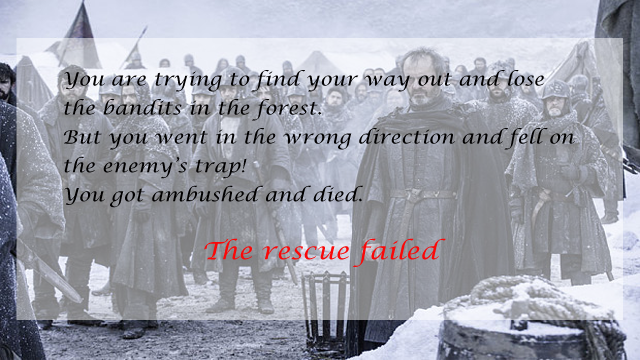 You are trying to find your way out and lose
the bandits in the forest.
But you went in the wrong direction and fell on
the enemy's trap!
You got ambushed and died.
The rescue failed